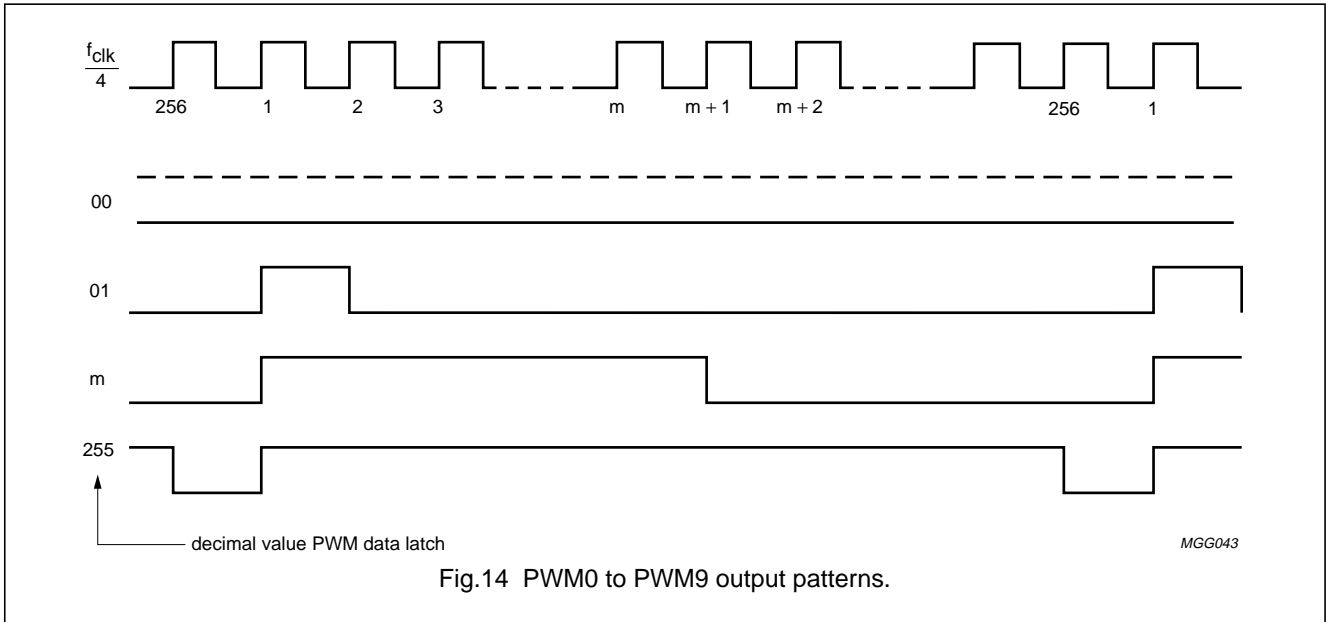 fclk
4
256 1 2 3 m m + 1 m + 2 256 1
00
01
m
255
decimal value PWM data latch
MGG043
Fig.14 PWM0 to PWM9 output patterns.